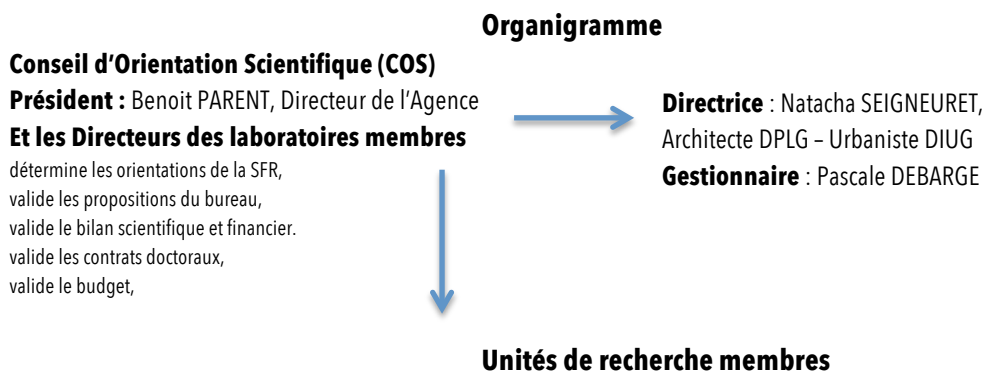 Organigramme
Conseil d'Orientation Scientifique (COS)
Président : Benoit PARENT, Directeur de l'Agence
Et les Directeurs des laboratoires membres
détermine les orientations de la SFR,
valide les propositions du bureau,
valide le bilan scientifique et financier.
valide les contrats doctoraux,
valide le budget,
Directrice : Natacha SEIGNEURET,
Architecte DPLG – Urbaniste DIUG
Gestionnaire : Pascale DEBARGE
Unités de recherche membres